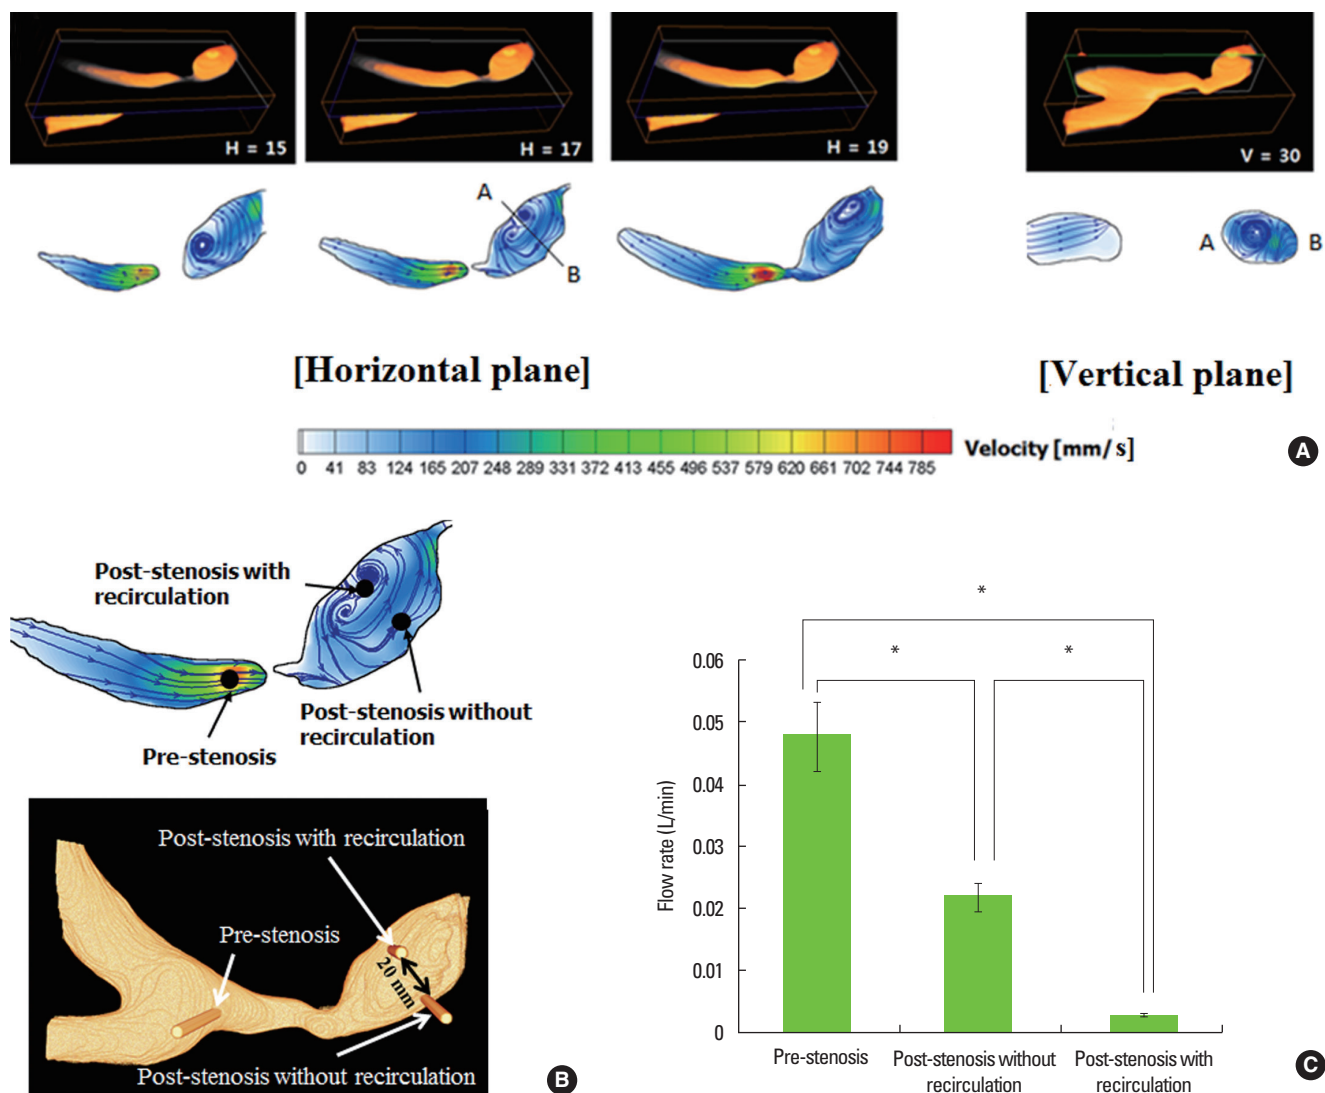 H = 15
H = 17
H = 19
V = 30
A
B
A
B
[Horizontal plane]
[Vertical plane]
0 41 83 124 165 207 248 289 331 372 413 455 496 537 579 620 661 702 744 785
Velocity [mm/s]
A
Post-stenosis with
recirculation
Post-stenosis without
recirculation
Pre-stenosis
Post-stenosis with recirculation
Pre-stenosis
20 mm
Post-stenosis without recirculation
B
*
*
*
0.06
0.05
0.04
0.03
0.02
0.01
0
Flow rate (L/min)
Pre-stenosis
Post-stenosis without
recirculation
Post-stenosis with
recirculation
C